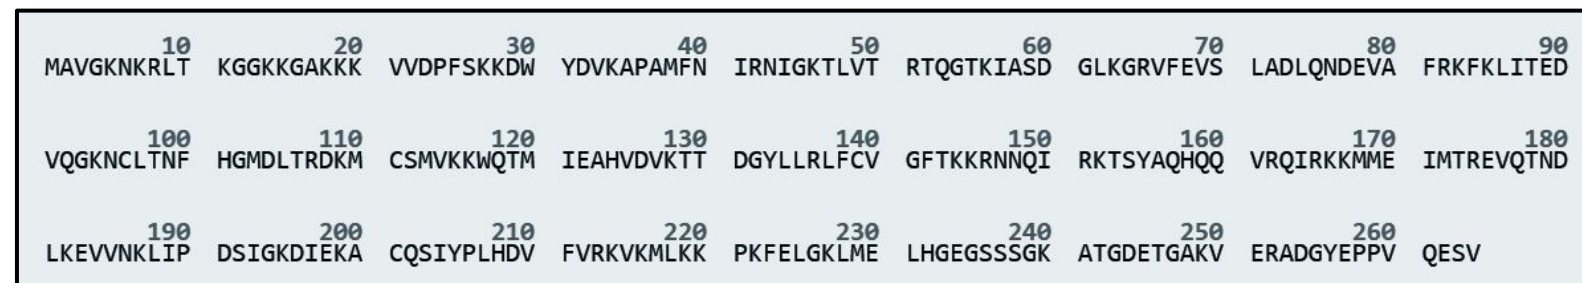 10 20 30 40 50 60 70 80 90
MAVGKNKRLT KGGKKGAKKK VVDPFSKKDW YDVKAPAMFN IRNIGKTLVT RTQGTKIASD GLKGRVFEVS LADLQNDEVA FRKFKLITED
100 110 120 130 140 150 160 170 180
VQGKNCLTNF HGMDLTRDKM CSMVKKWQTM IEAHVDVKTT DGYLLRLFCV GFTKKRNNQI RKTSYAQHQQ VRQIRKKMME IMTREVQTND
190 200 210 220 230 240 250 260
LKEVVNKLIP DSIGKDIEKA CQSIYPLHDV FVRKVKMLKK PKFELGKLME LHGEGSSSGK ATGDETGAKV ERADGYEPPV QESV